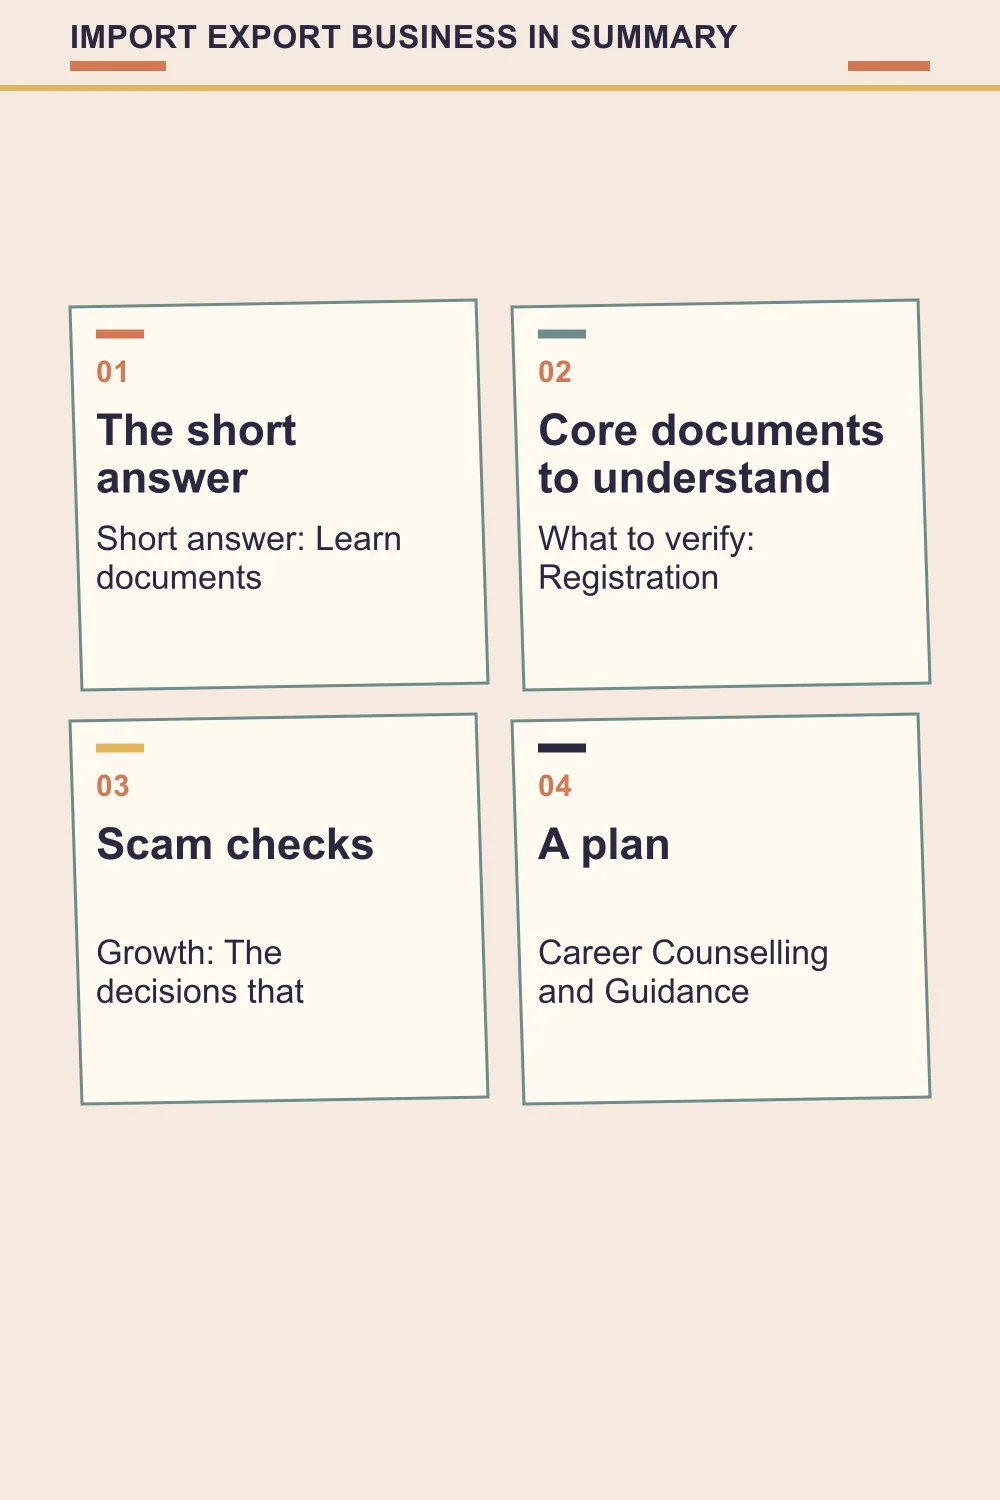 IMPORT EXPORT BUSINESS IN SUMMARY
01
The short
answer
Short answer: Learn
documents
02
Core documents
to understand
What to verify:
Registration
03
Scam checks
Growth: The
decisions that
04
A plan
Career Counselling
and Guidance